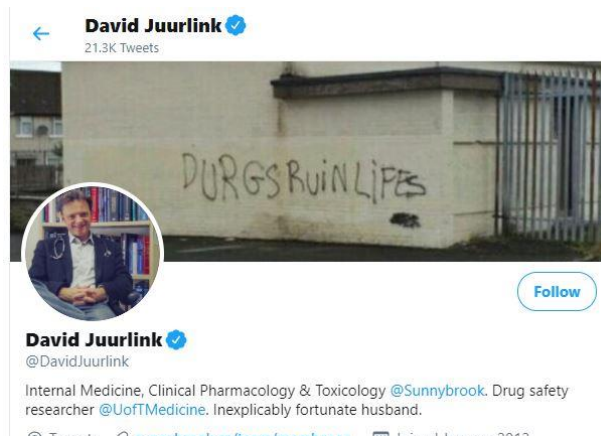 David Juurlink
21.3K Tweets
DURGS RUiN LiFES
Follow
David Juurlink
@DavidJuurlink
Internal Medicine, Clinical Pharmacology & Toxicology @Sunnybrook. Drug safety
researcher @UofTMedicine. Inexplicably fortunate husband.